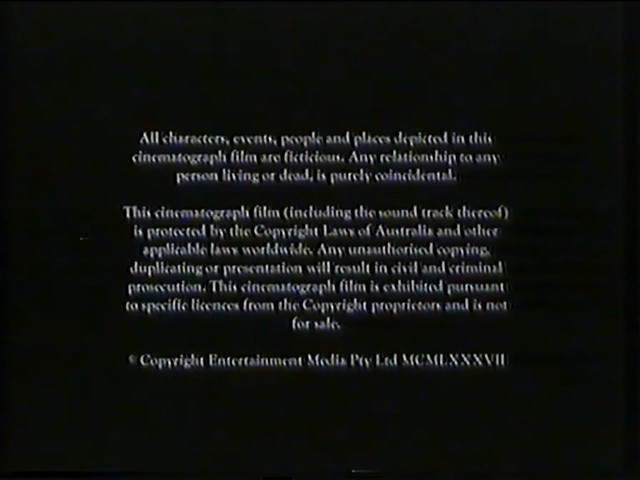 All characters, events, people and places depicted in this
cinematograph film are ficticious. Any relationship to any
person living or dead, is purely coincidental.
This cinematograph film (including the sound track thereof)
is protected by the Copyright Laws of Australia and other
applicable laws worldwide. Any unauthorised copying,
duplicating or presentation will result in civil and criminal
prosecution. This cinematograph film is exhibited pursuant
to specific licences from the Copyright proprietors and is not
for sale.
© Copyright Entertainment Media Pty Ltd MCMLXXXVII